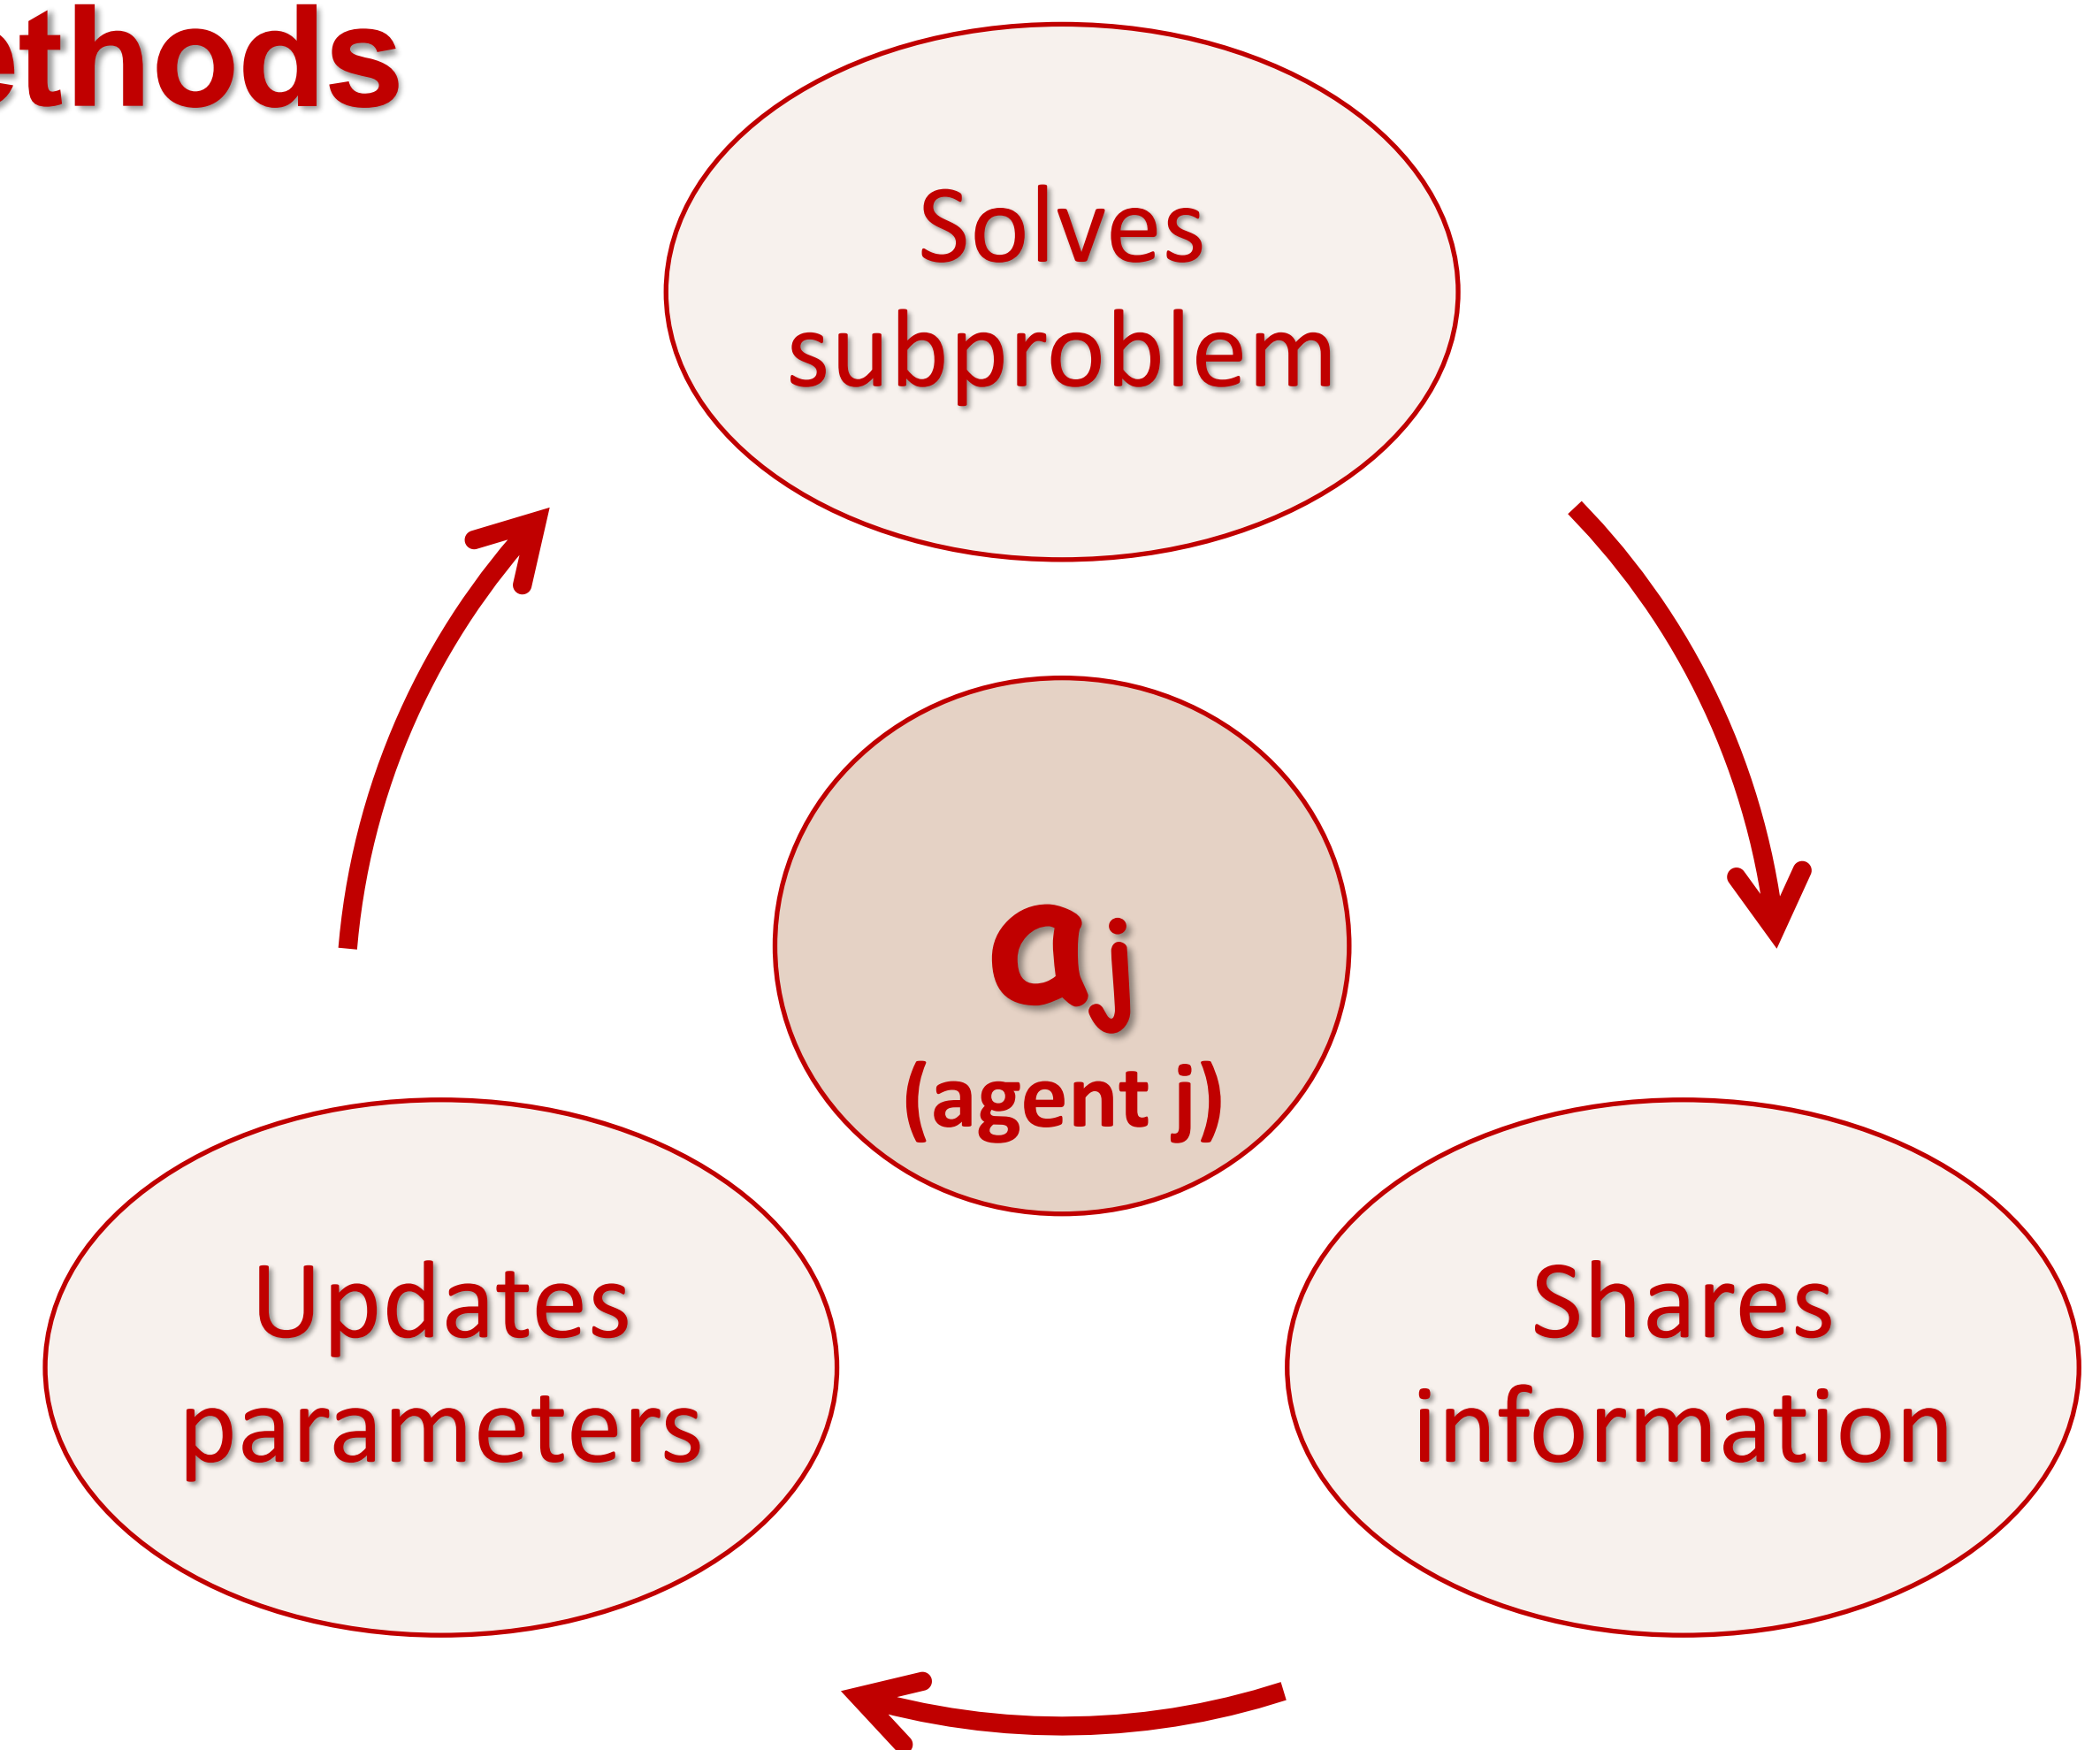 ethods
Solves
subproblem
aj
(agent j)
Updates
parameters
Shares
information